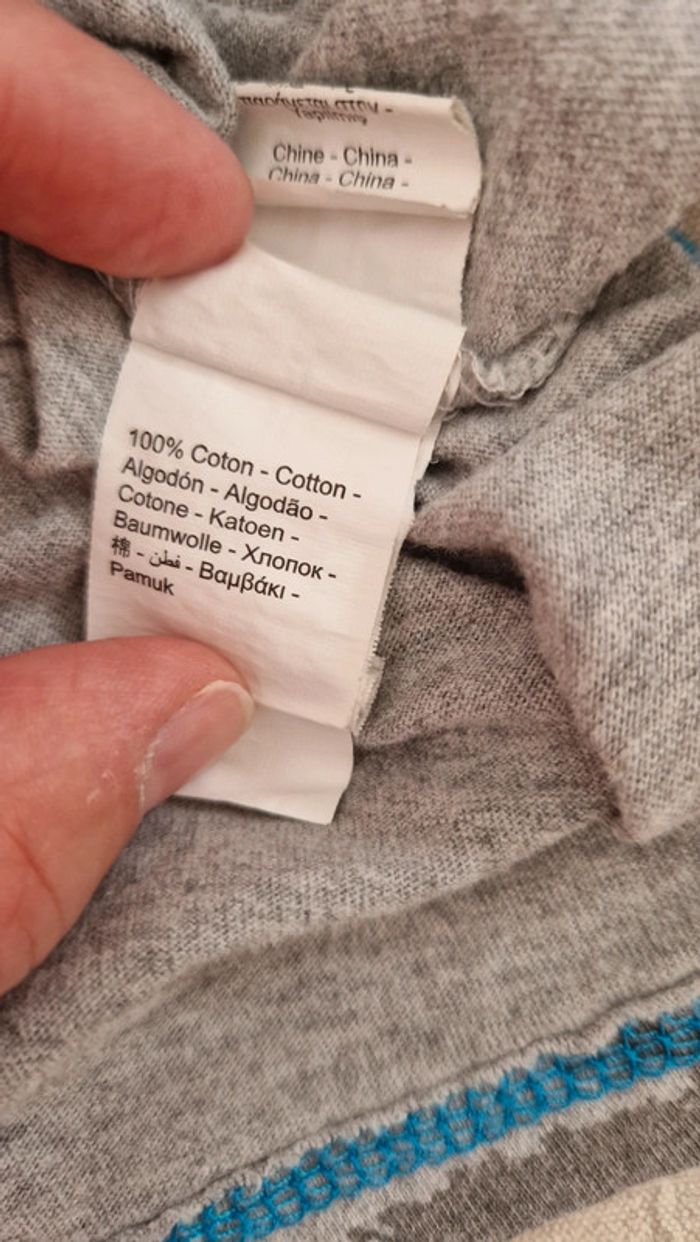 Chine - China -
China - China -
100% Coton - Cotton -
Algodón - Algodão -
Cotone - Katoen -
Baumwolle - Хлопок -
棉 - قطن - Βαμβάκι -
Pamuk